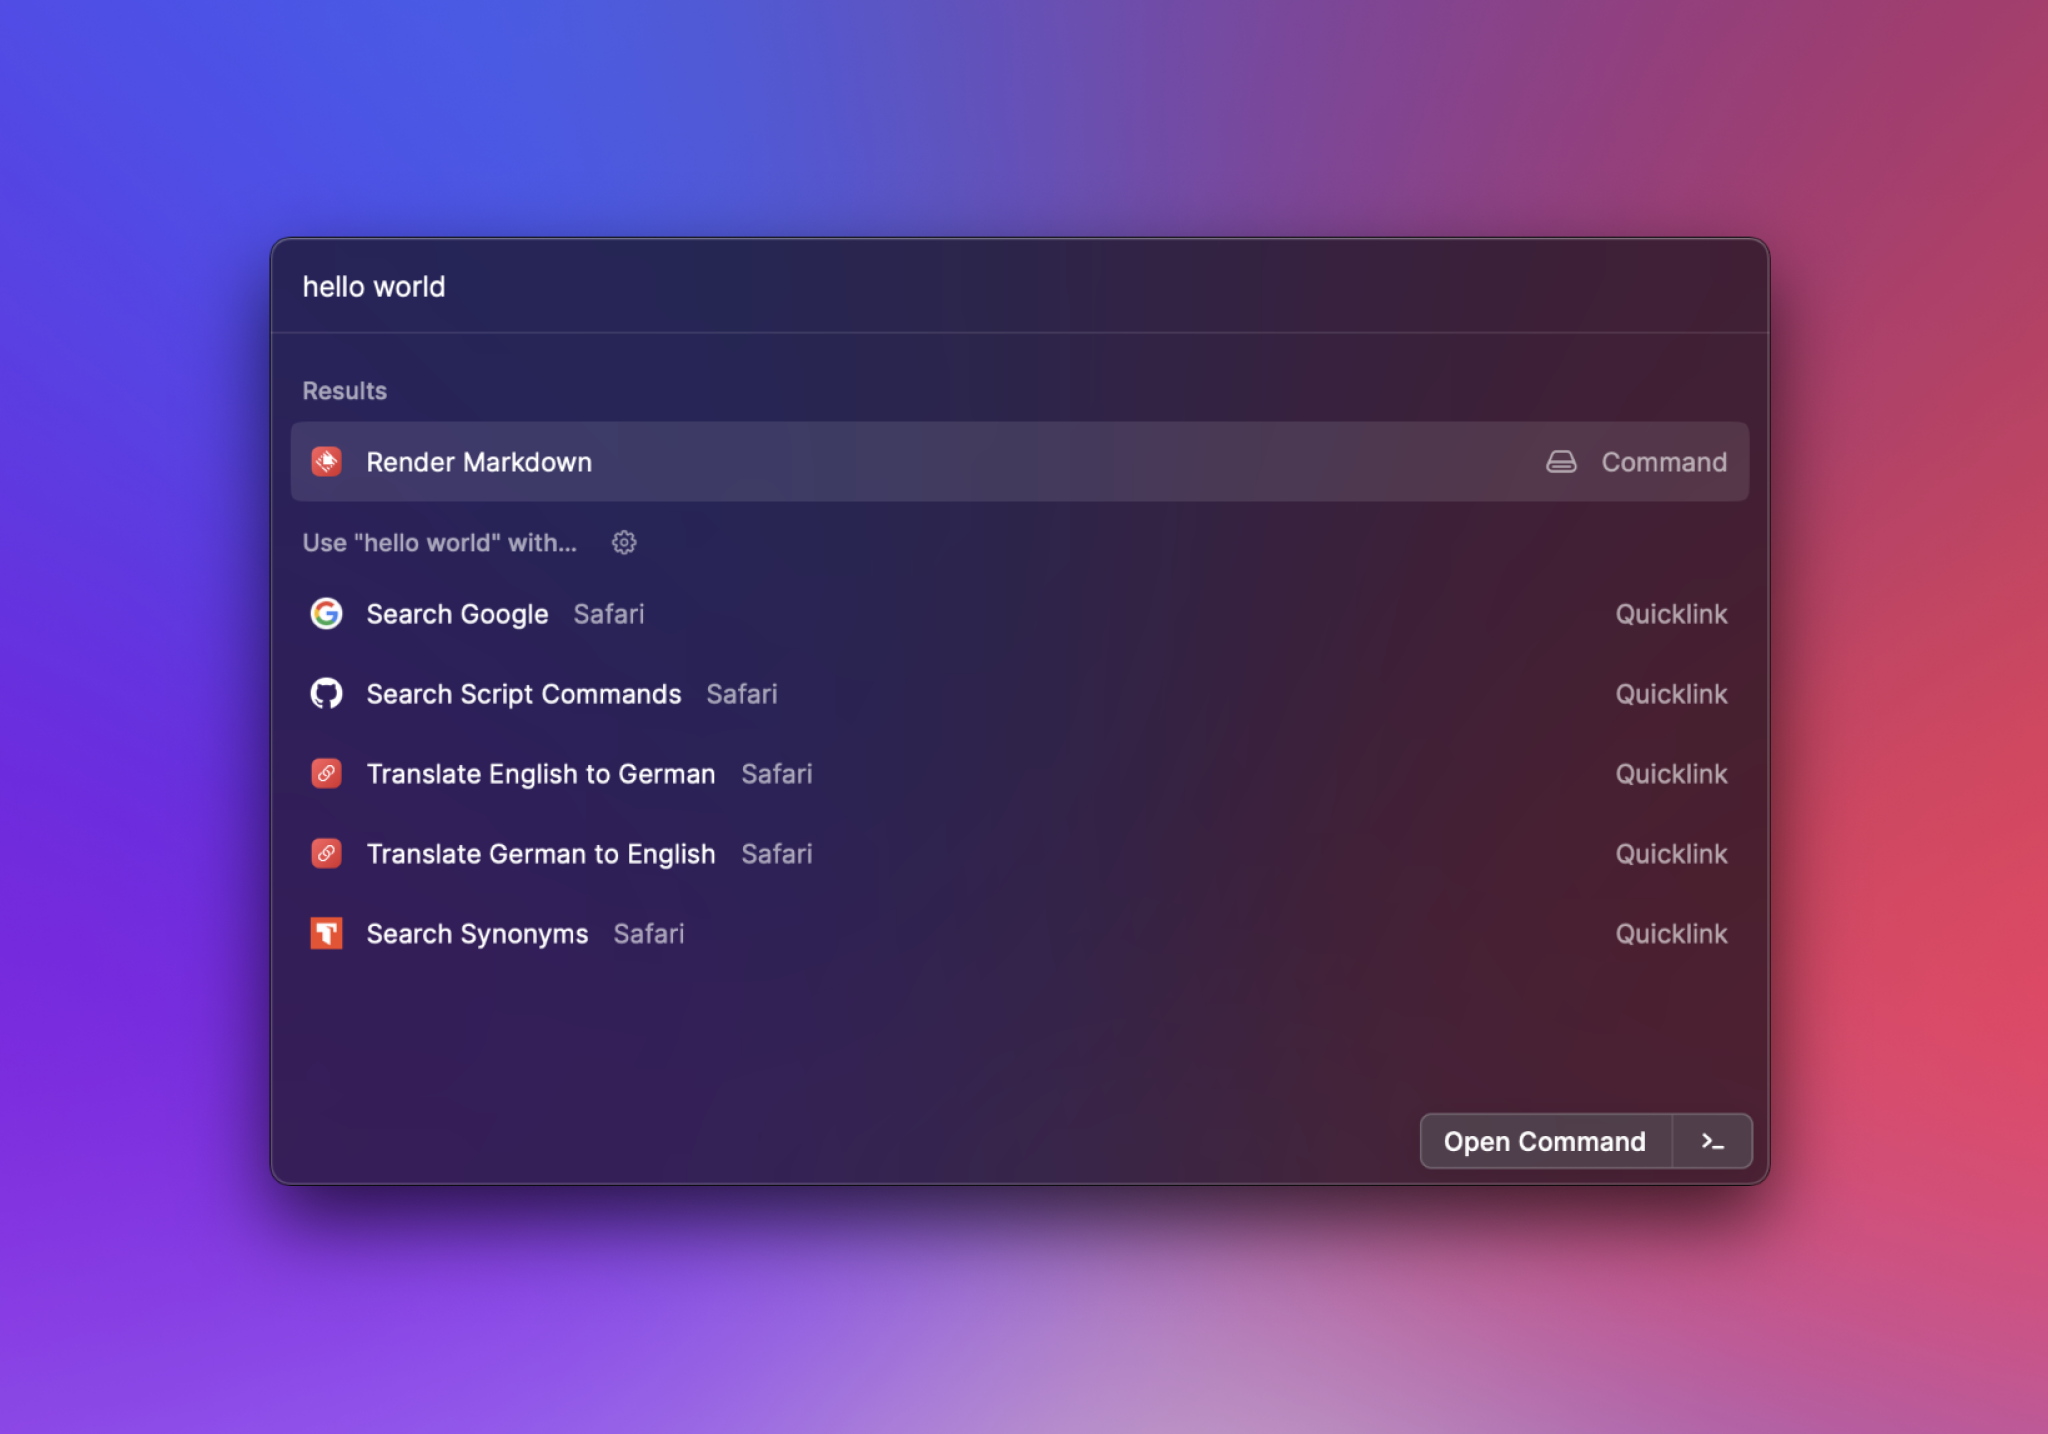 hello world
Results
Render Markdown Command
Use "hello world" with...
Search Google Safari Quicklink
Search Script Commands Safari Quicklink
Translate English to German Safari Quicklink
Translate German to English Safari Quicklink
Search Synonyms Safari Quicklink
Open Command >_